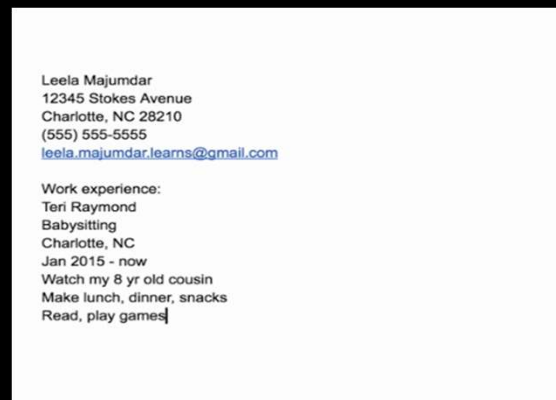 Leela Majumdar
12345 Stokes Avenue
Charlotte, NC 28210
(555) 555-5555
leela.majumdar.learns@gmail.com
Work experience:
Teri Raymond
Babysitting
Charlotte, NC
Jan 2015 - now
Watch my 8 yr old cousin
Make lunch, dinner, snacks
Read, play games